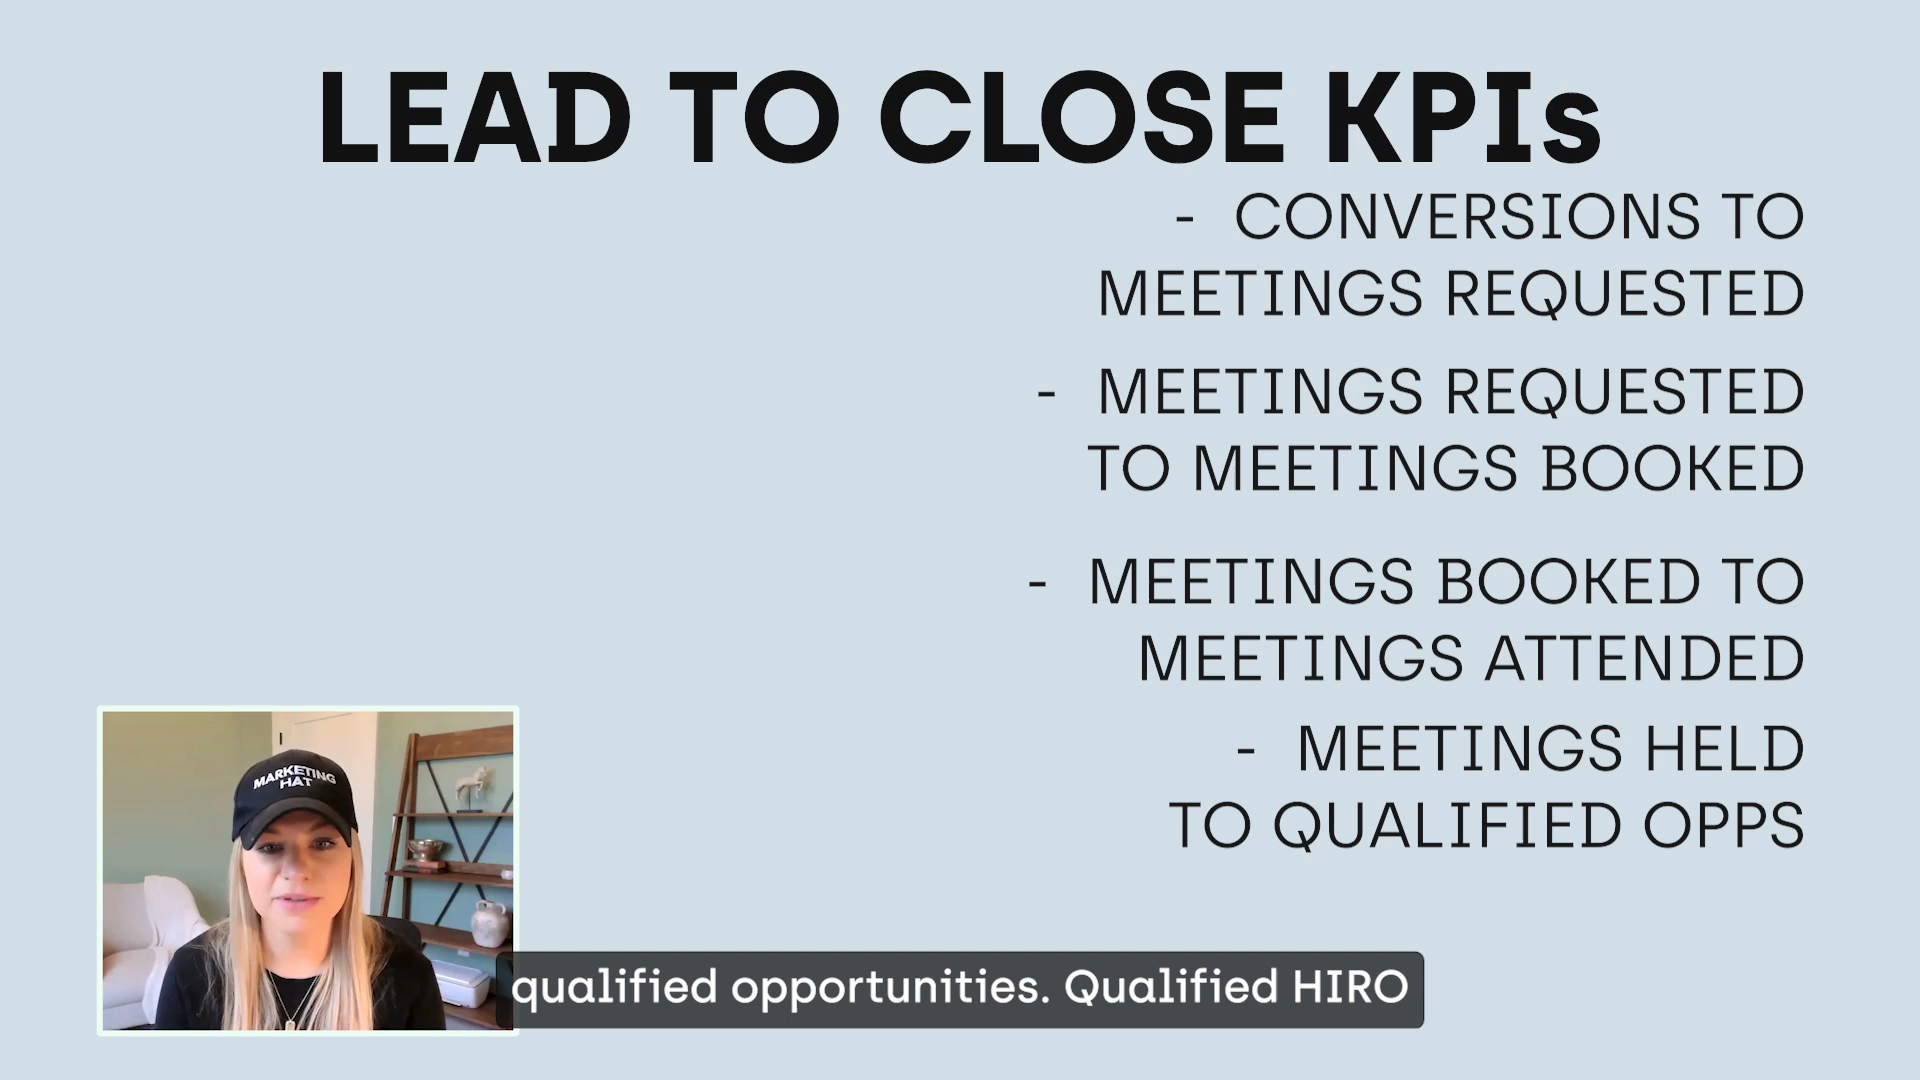 LEAD TO CLOSE KPIs
- CONVERSIONS TO
MEETINGS REQUESTED
- MEETINGS REQUESTED
TO MEETINGS BOOKED
- MEETINGS BOOKED TO
MEETINGS ATTENDED
- MEETINGS HELD
TO QUALIFIED OPPS
MARKETING
HAT
qualified opportunities. Qualified HIRO